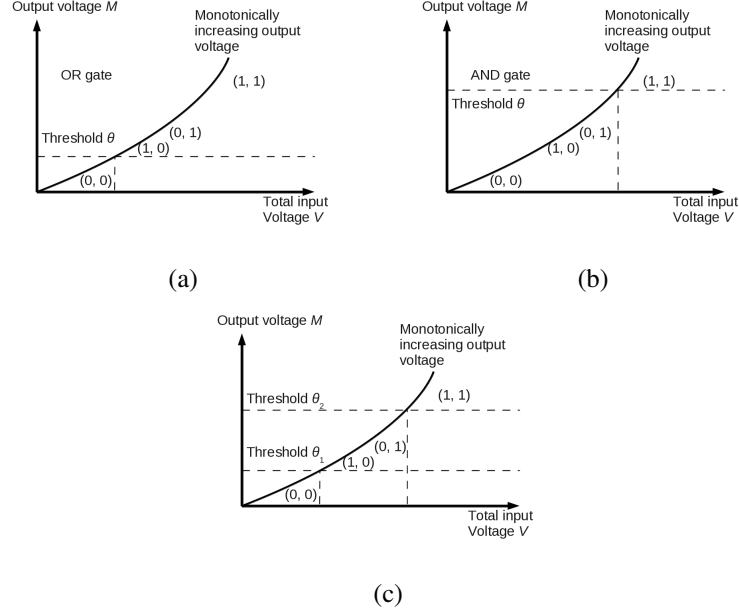 Output voltage M
Monotonically
increasing output
voltage
OR gate
(1, 1)
Threshold θ
(0, 1)
(1, 0)
(0, 0)
Total input
Voltage V
(a)
Output voltage M
Monotonically
increasing output
voltage
AND gate
(1, 1)
Threshold θ
(0, 1)
(1, 0)
(0, 0)
Total input
Voltage V
(b)
Output voltage M
Monotonically
increasing output
voltage
Threshold θ₂
(1, 1)
Threshold θ₁
(0, 1)
(1, 0)
(0, 0)
Total input
Voltage V
(c)